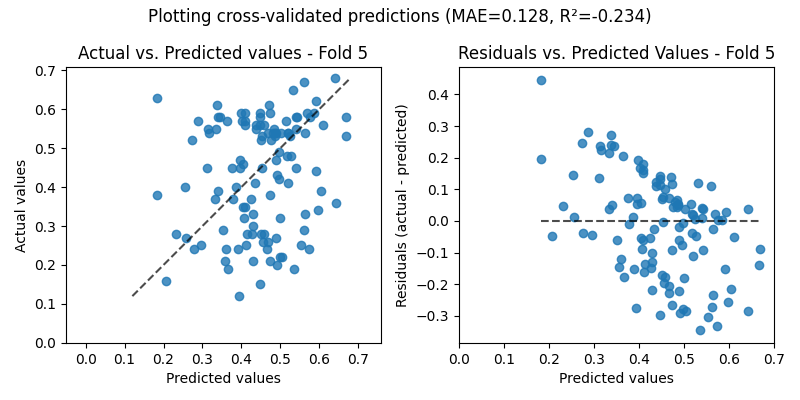 Plotting cross-validated predictions (MAE=0.128, R²=-0.234)
Actual vs. Predicted values - Fold 5
Actual values
0.7
0.6
0.5
0.4
0.3
0.2
0.1
0.0
0.0 0.1 0.2 0.3 0.4 0.5 0.6 0.7
Predicted values
Residuals vs. Predicted Values - Fold 5
Residuals (actual - predicted)
0.4
0.3
0.2
0.1
0.0
−0.1
−0.2
−0.3
0.0 0.1 0.2 0.3 0.4 0.5 0.6 0.7
Predicted values